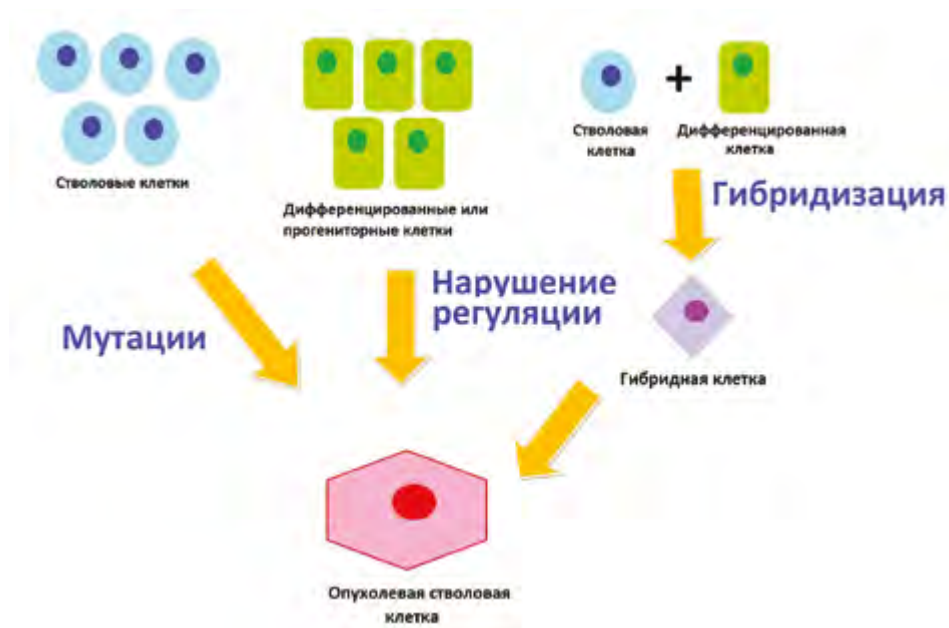 Стволовые клетки
Дифференцированные или
прогениторные клетки
+
Стволовая
клетка
Дифференцированная
клетка
Гибридизация
Мутации
Нарушение
регуляции
Гибридная клетка
Опухолевая стволовая
клетка